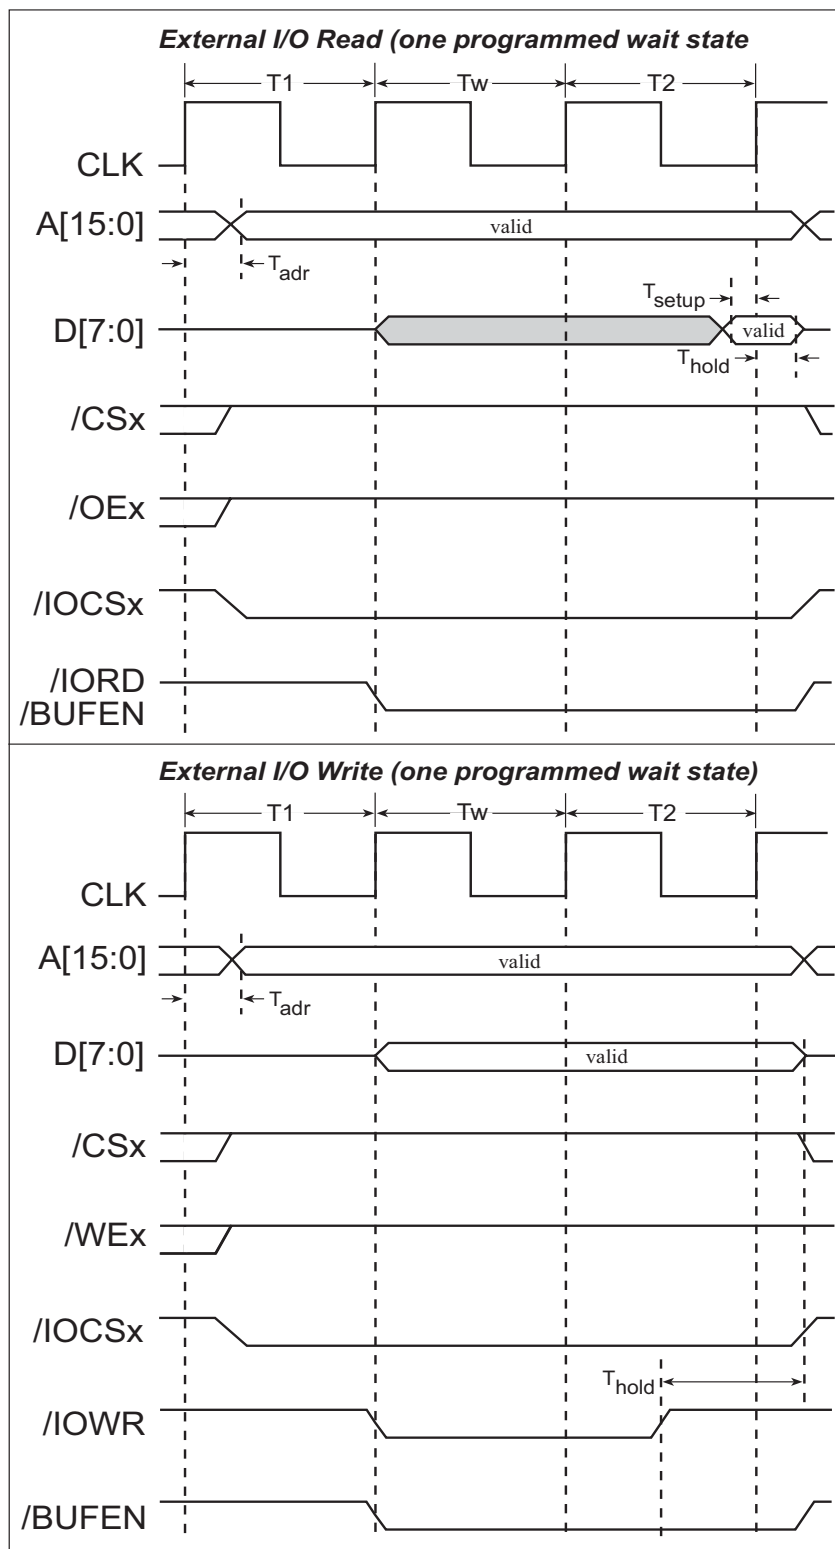 External I/O Read (one programmed wait state
T1 Tw T2
CLK
A[15:0] valid
Tadr
Tsetup
D[7:0] valid
Thold
/CSx
/OEx
/IOCSx
/IORD
/BUFEN
External I/O Write (one programmed wait state)
T1 Tw T2
CLK
A[15:0] valid
Tadr
D[7:0] valid
/CSx
/WEx
/IOCSx
Thold
/IOWR
/BUFEN